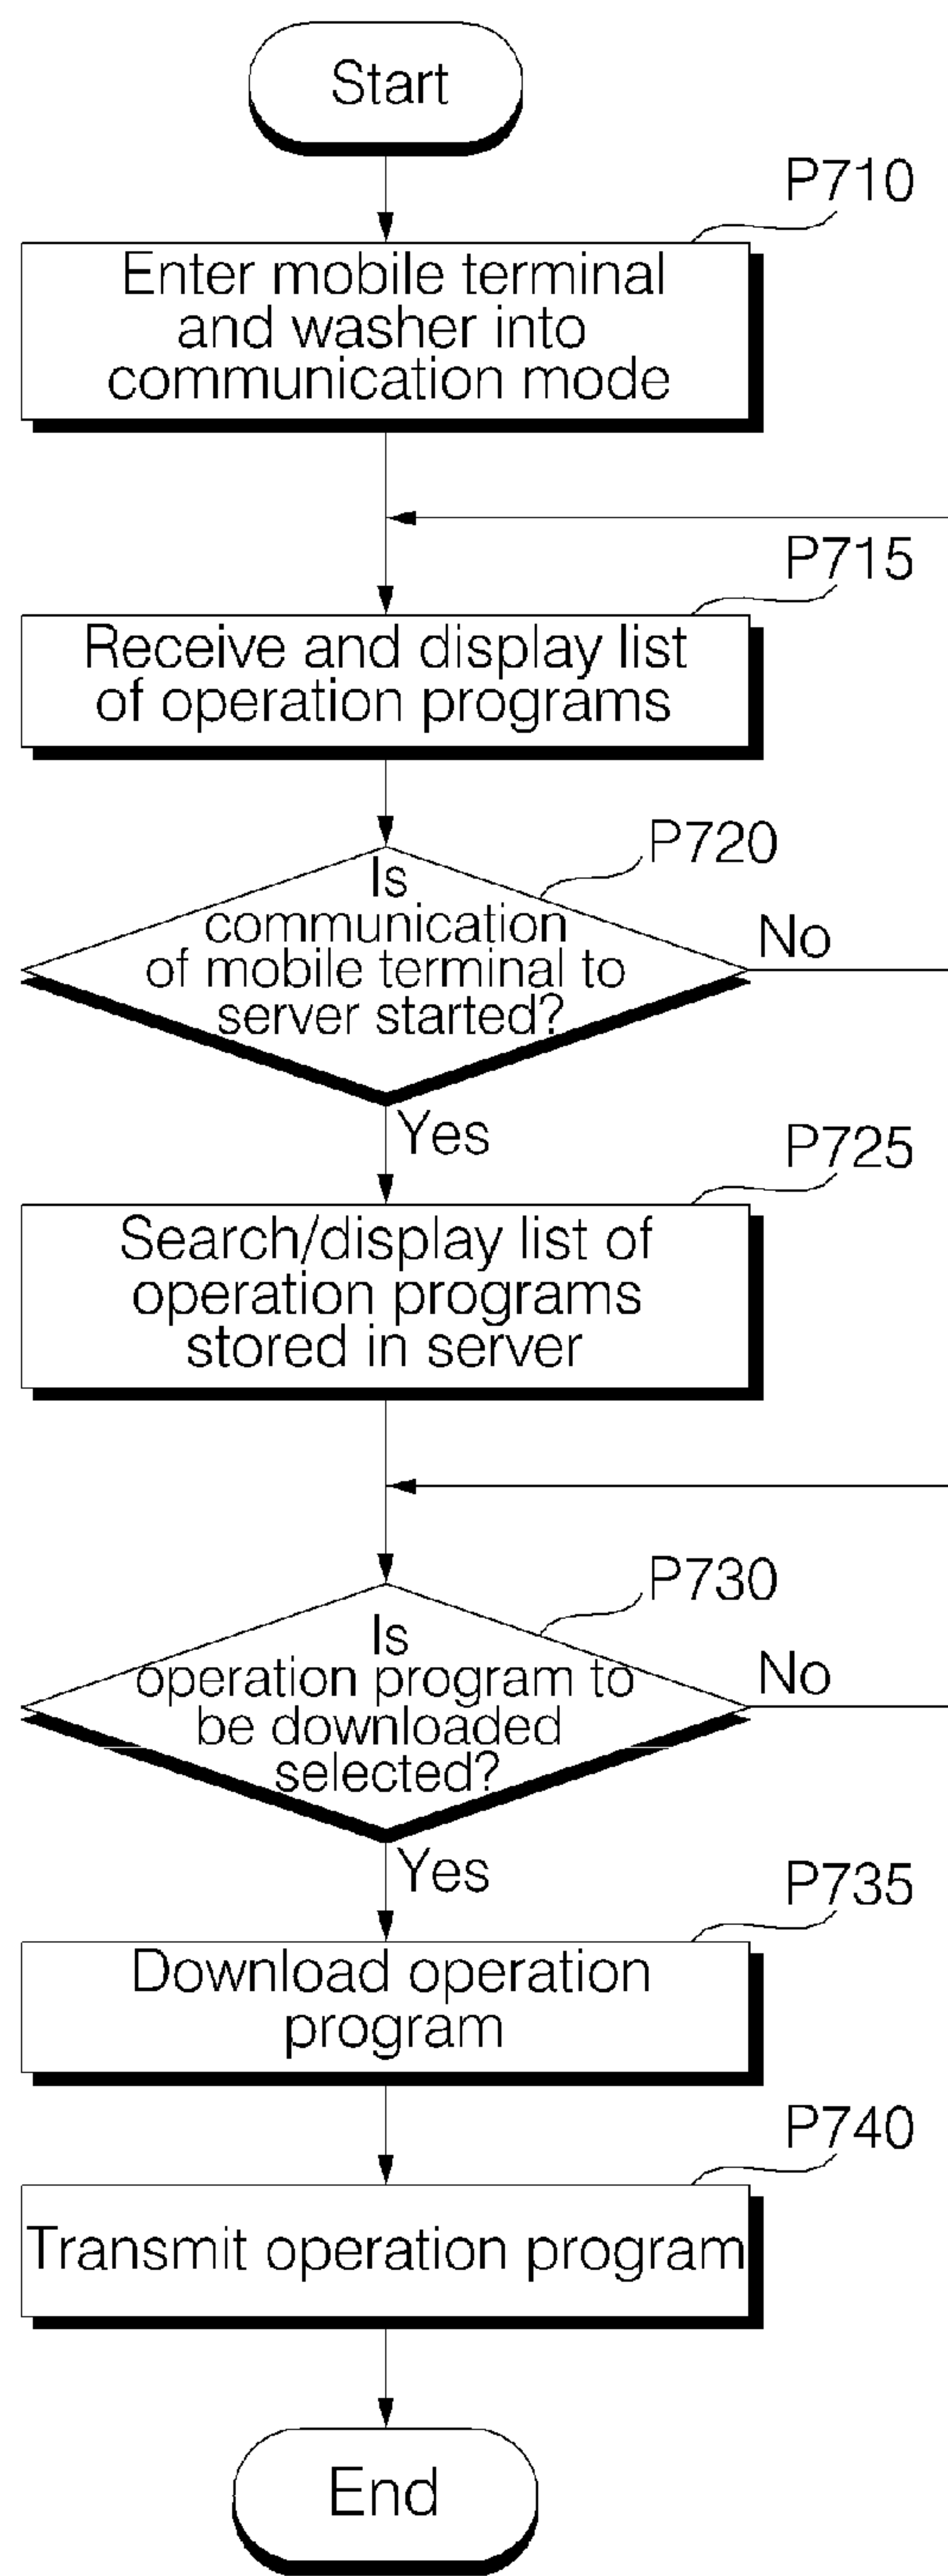 Start
P710
Enter mobile terminal
and washer into
communication mode
P715
Receive and display list
of operation programs
P720
Is
communication
of mobile terminal to
server started?
No
Yes
P725
Search/display list of
operation programs
stored in server
P730
Is
operation program to
be downloaded
selected?
No
Yes
P735
Download operation
program
P740
Transmit operation program
End